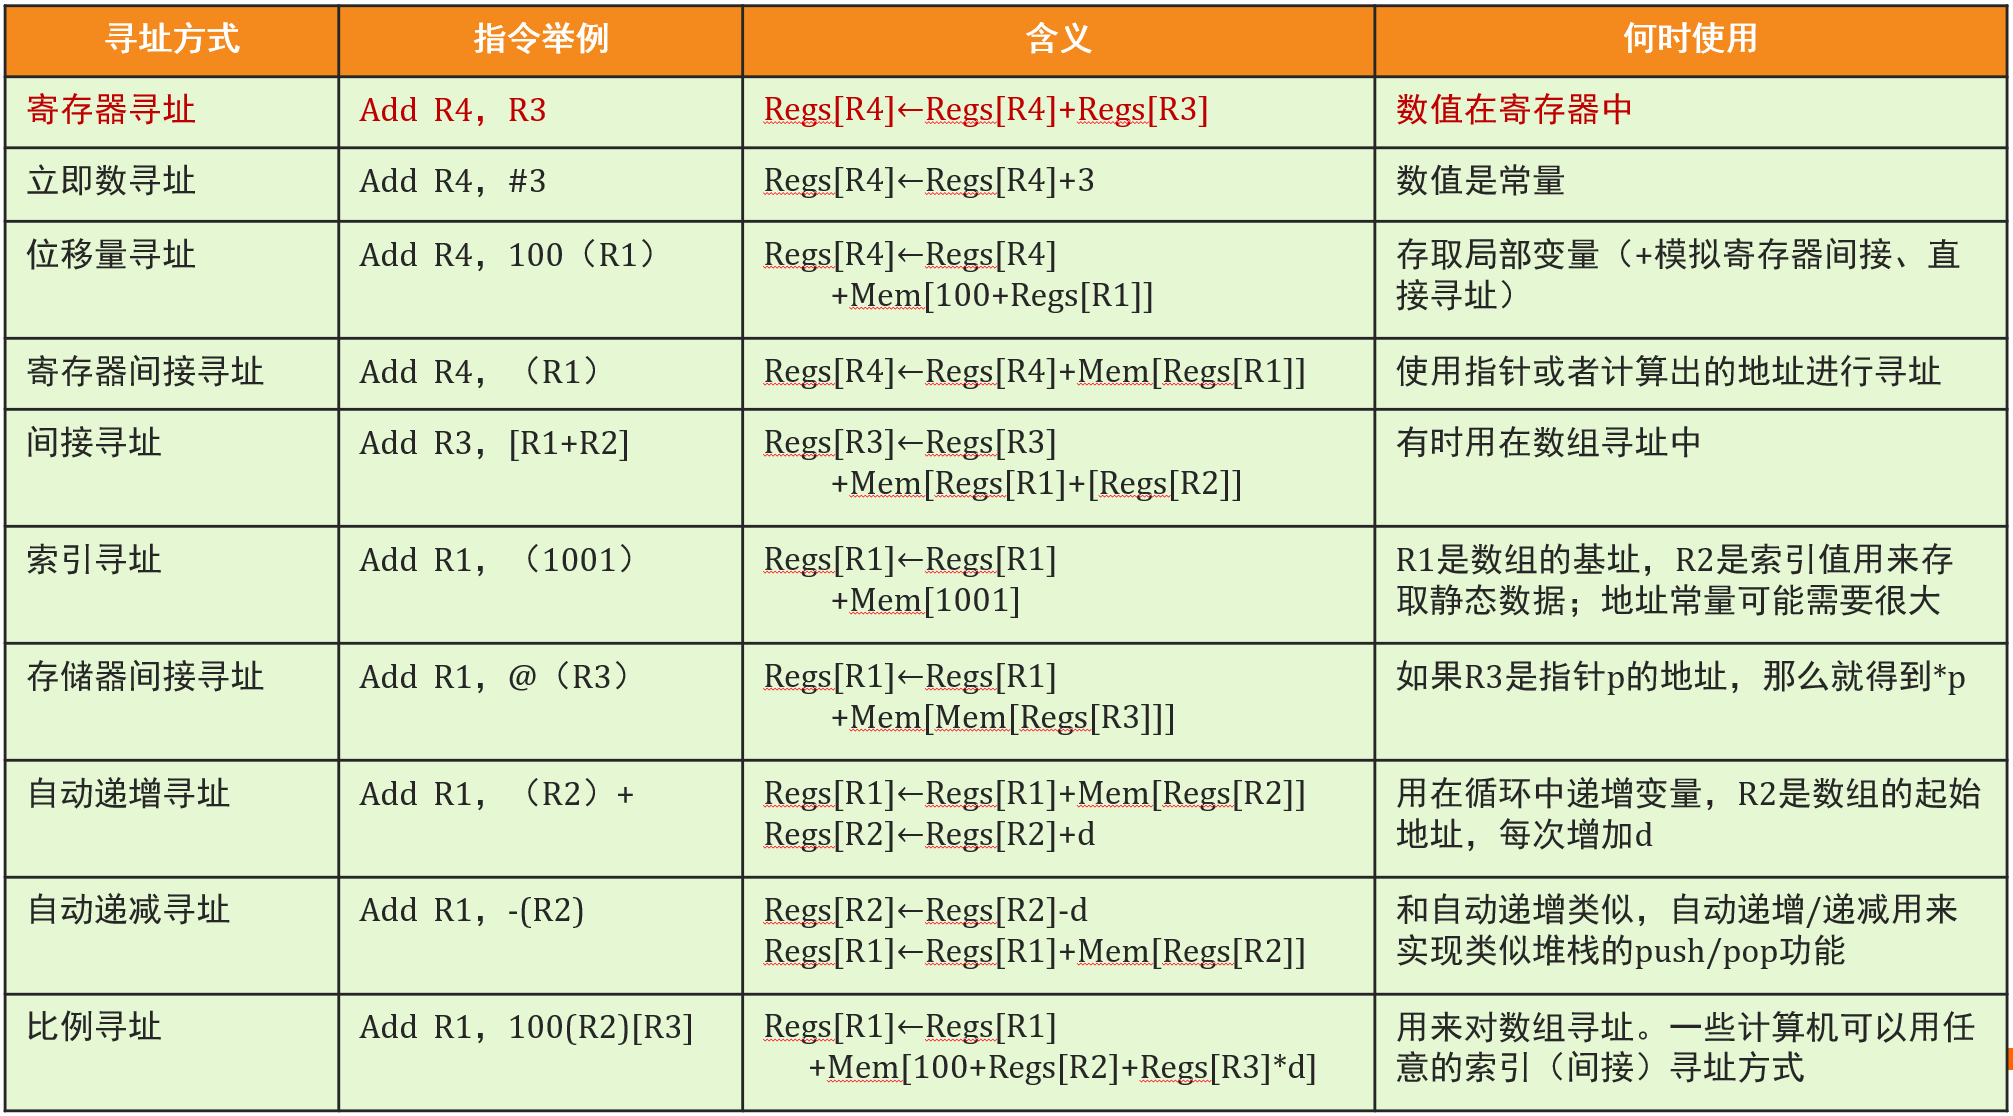 寻址方式 指令举例 含义 何时使用
寄存器寻址 Add R4，R3 Regs[R4]←Regs[R4]+Regs[R3] 数值在寄存器中
立即数寻址 Add R4，#3 Regs[R4]←Regs[R4]+3 数值是常量
位移量寻址 Add R4，100（R1） Regs[R4]←Regs[R4] 存取局部变量（+模拟寄存器间接、直
+Mem[100+Regs[R1]] 接寻址）
寄存器间接寻址 Add R4，（R1） Regs[R4]←Regs[R4]+Mem[Regs[R1]] 使用指针或者计算出的地址进行寻址
间接寻址 Add R3，[R1+R2] Regs[R3]←Regs[R3] 有时用在数组寻址中
+Mem[Regs[R1]+[Regs[R2]]
索引寻址 Add R1，（1001） Regs[R1]←Regs[R1] R1是数组的基址，R2是索引值用来存
+Mem[1001] 取静态数据；地址常量可能需要很大
存储器间接寻址 Add R1，@（R3） Regs[R1]←Regs[R1] 如果R3是指针p的地址，那么就得到*p
+Mem[Mem[Regs[R3]]]
自动递增寻址 Add R1，（R2）+ Regs[R1]←Regs[R1]+Mem[Regs[R2]] 用在循环中递增变量，R2是数组的起始
Regs[R2]←Regs[R2]+d 地址，每次增加d
自动递减寻址 Add R1，-(R2) Regs[R2]←Regs[R2]-d 和自动递增类似，自动递增/递减用来
Regs[R1]←Regs[R1]+Mem[Regs[R2]] 实现类似堆栈的push/pop功能
比例寻址 Add R1，100(R2)[R3] Regs[R1]←Regs[R1] 用来对数组寻址。一些计算机可以用任
+Mem[100+Regs[R2]+Regs[R3]*d] 意的索引（间接）寻址方式